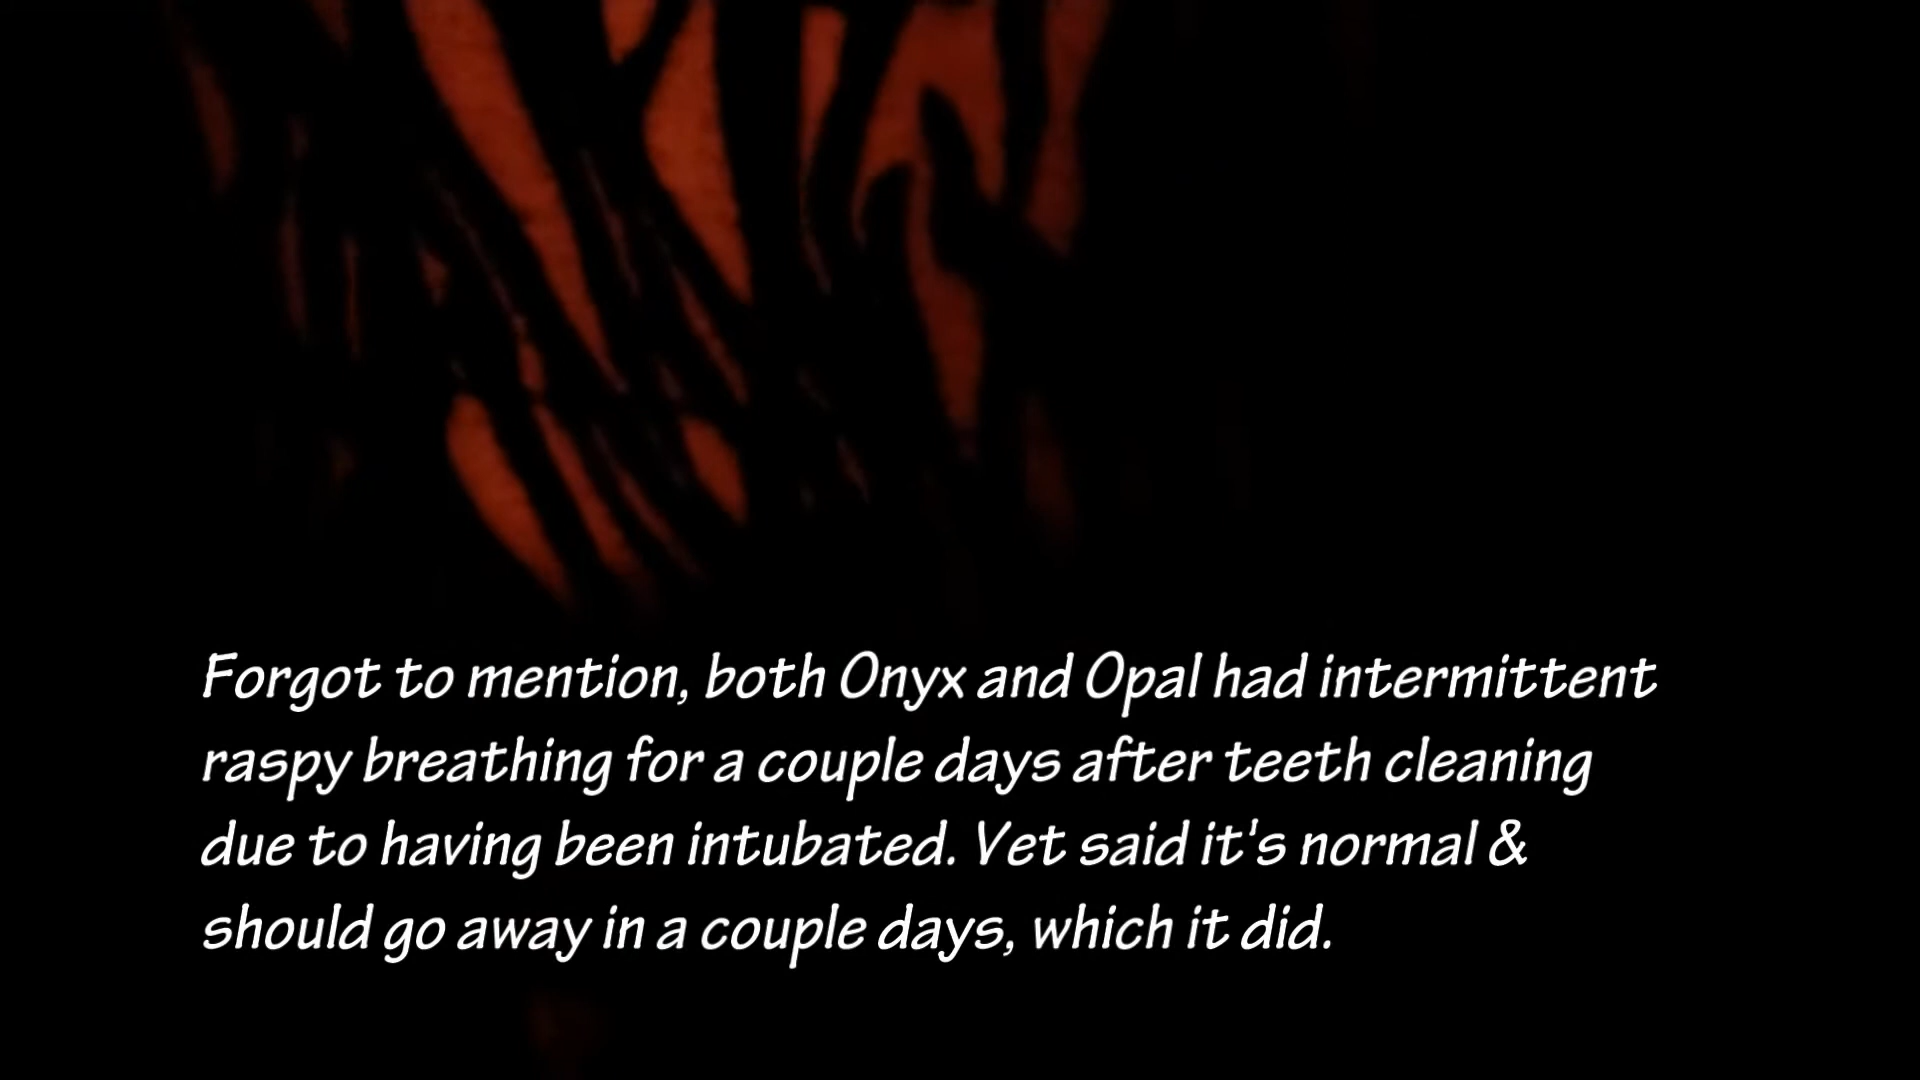 Forgot to mention, both Onyx and Opal had intermittent
raspy breathing for a couple days after teeth cleaning
due to having been intubated. Vet said it's normal &
should go away in a couple days, which it did.